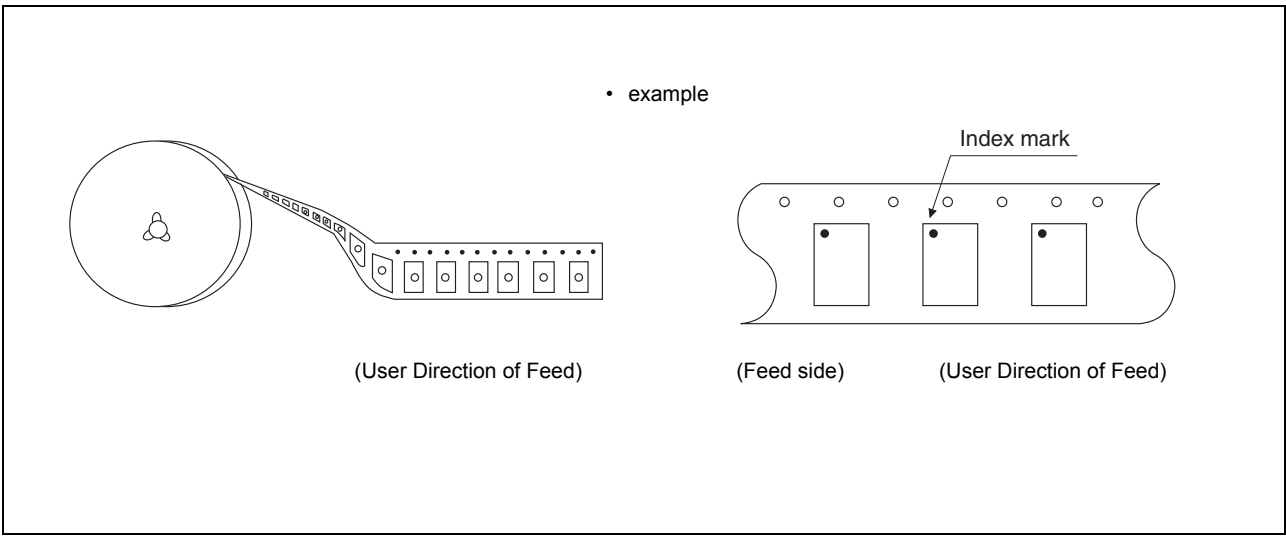 • example
Index mark
(User Direction of Feed)
(Feed side)
(User Direction of Feed)